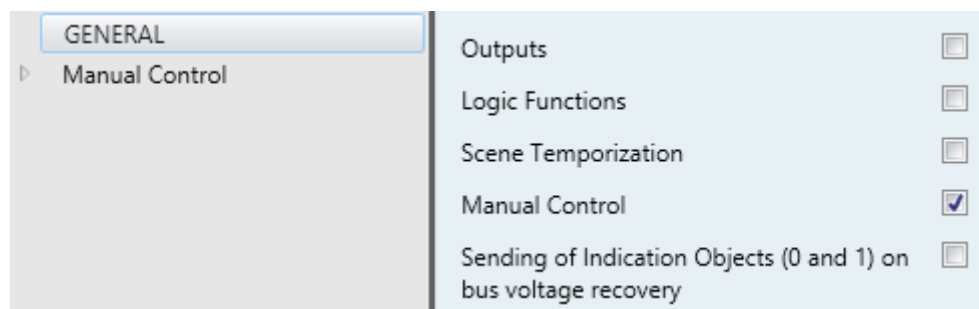 GENERAL
Manual Control
Outputs
Logic Functions
Scene Temporization
Manual Control
Sending of Indication Objects (0 and 1) on
bus voltage recovery